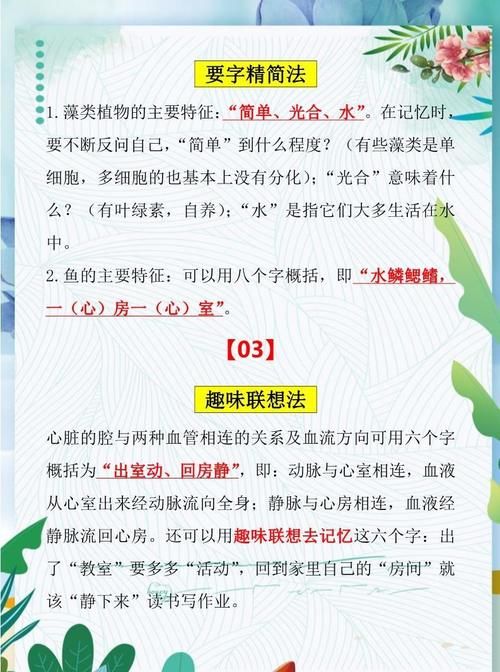 要字精简法
1. 藻类植物的主要特征：“简单、光合、水”。在记忆时，
要不断反问自己，“简单”到什么程度？（有些藻类是单
细胞，多细胞的也基本上没有分化）；“光合”意味着什
么？（有叶绿素，自养）；“水”是指它们大多生活在水
中。
2. 鱼的主要特征：可以用八个字概括，即“水鳞鳃鳍，
一（心）房一（心）室”。
【03】
趣味联想法
心脏的腔与两种血管相连的关系及血流方向可用六个字
概括为“出室动、回房静”，即：动脉与心室相连，血液
从心室出来经动脉流向全身；静脉与心房相连，血液经
静脉流回心房。还可以用趣味联想去记忆这六个字：出
了“教室”要多多“活动”，回到家里自己的“房间”就
该“静下来”读书写作业。